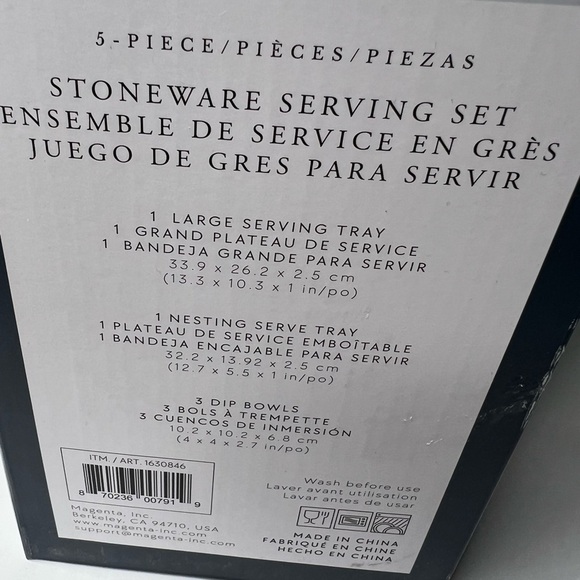 5-PIECE/PIÈCES/PIEZAS
STONEWARE SERVING SET
ENSEMBLE DE SERVICE EN GRÈS
JUEGO DE GRES PARA SERVIR
1 LARGE SERVING TRAY
1 GRAND PLATEAU DE SERVICE
1 BANDEJA GRANDE PARA SERVIR
33.9 x 26.2 x 2.5 cm
(13.3 x 10.3 x 1 in/po)
1 NESTING SERVE TRAY
1 PLATEAU DE SERVICE EMBOÎTABLE
1 BANDEJA ENCAJABLE PARA SERVIR
32.2 x 13.92 x 2.5 cm
(12.7 x 5.5 x 1 in/po)
3 DIP BOWLS
3 BOLS À TREMPETTE
3 CUENCOS DE INMERSIÓN
10.2 x 10.2 x 6.8 cm
(4 x 4 x 2.7 in/po)
ITM. / ART. 1630846
8 70236 00791 9
Magenta, Inc.
Berkeley, CA 94710, USA
www.magenta-inc.com
support@magenta-inc.com
Wash before use
Laver avant utilisation
Lavar antes de usar
MADE IN CHINA
FABRIQUÉ EN CHINE
HECHO EN CHINA